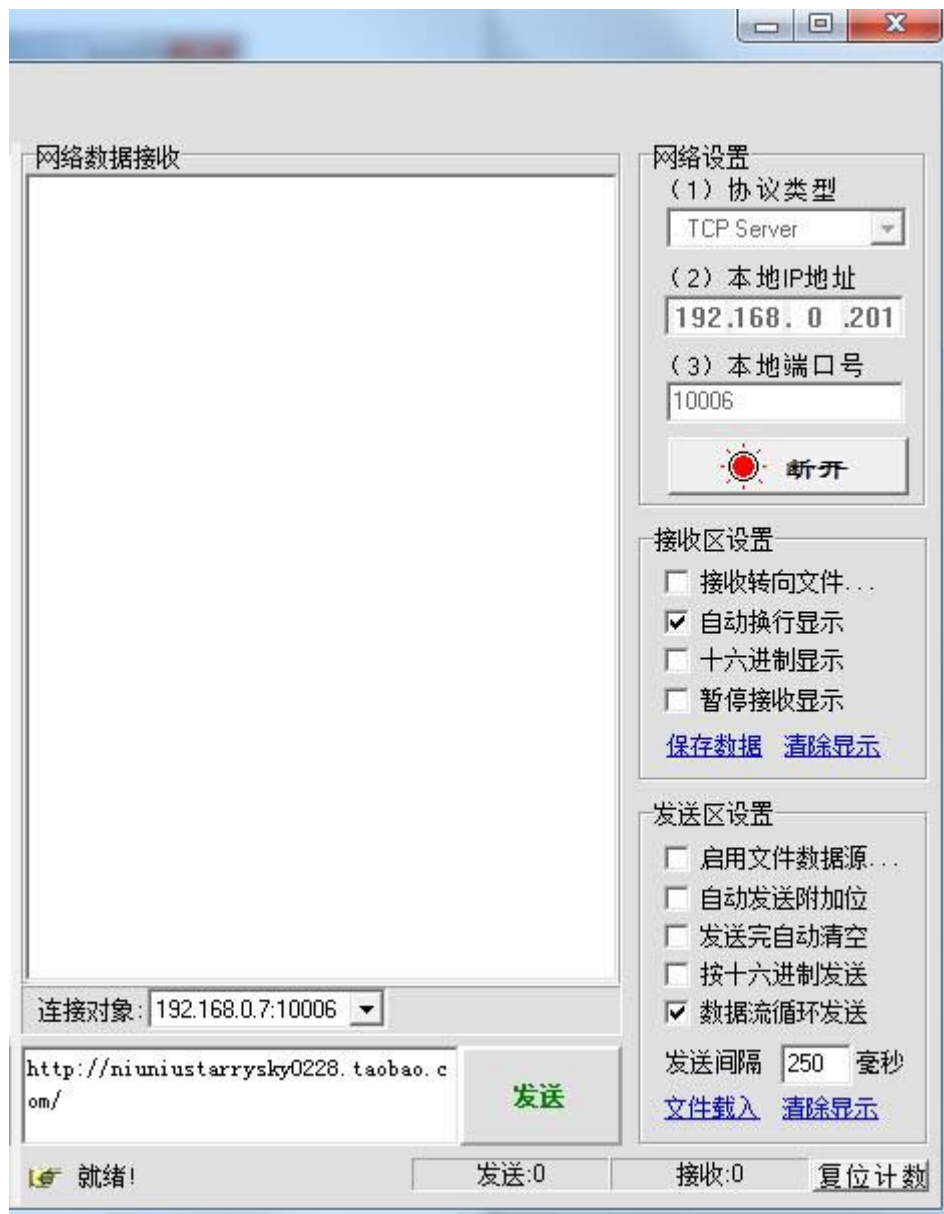 网络数据接收
网络设置
(1) 协议类型
TCP Server
(2) 本地IP地址
192.168. 0 .201
(3) 本地端口号
10006
断开
接收区设置
接收转向文件...
自动换行显示
十六进制显示
暂停接收显示
保存数据 清除显示
发送区设置
启用文件数据源...
自动发送附加位
发送完自动清空
按十六进制发送
数据流循环发送
发送间隔 250 毫秒
文件载入 清除显示
连接对象: 192.168.0.7:10006
http://niuniustarrysky0228.taobao.c
om/
发送
就绪! 发送:0 接收:0 复位计数